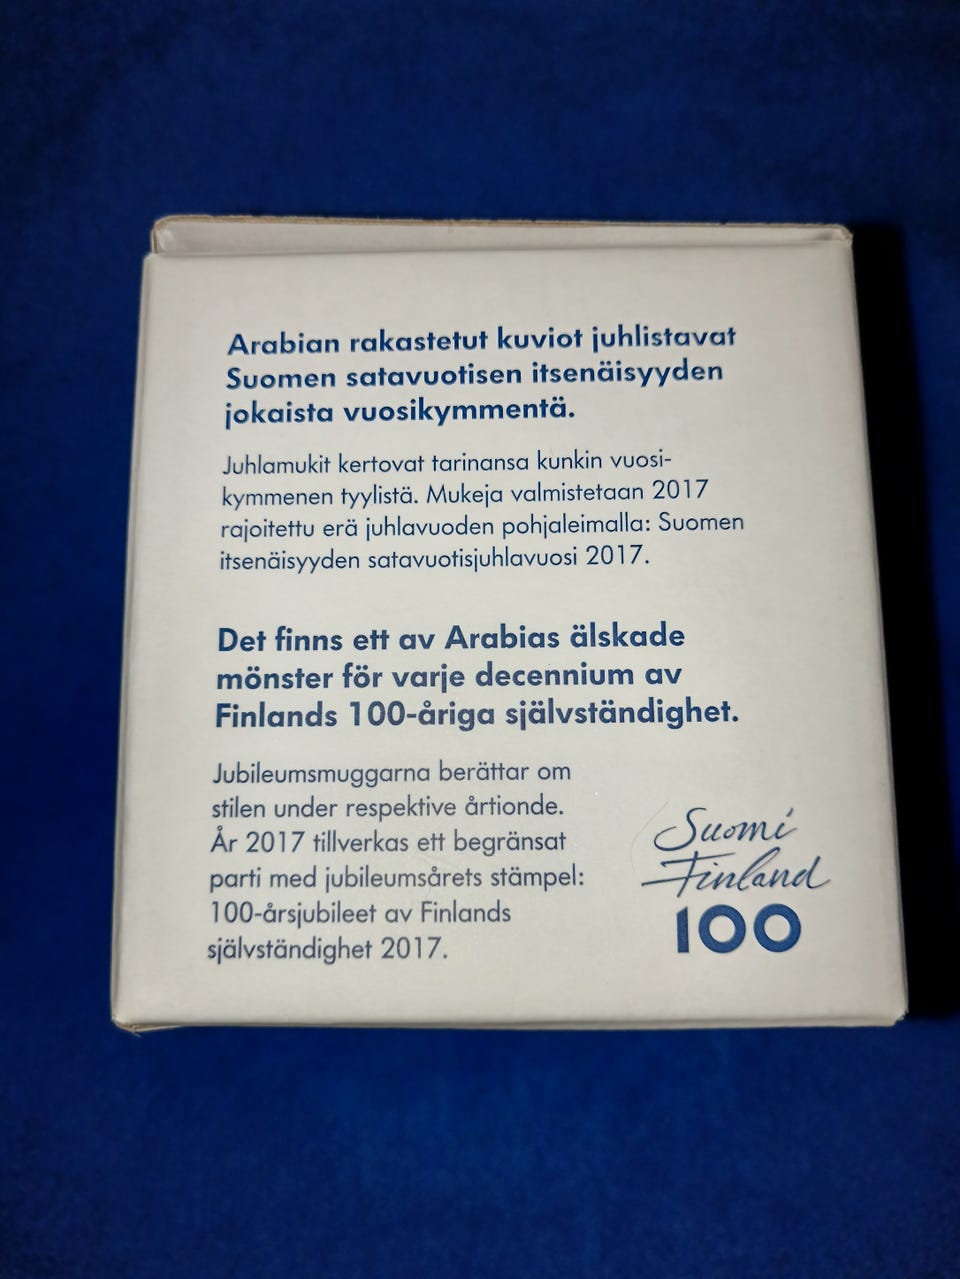 Arabian rakastetut kuviot juhlistavat
Suomen satavuotisen itsenäisyyden
jokaista vuosikymmentä.
Juhlamukit kertovat tarinansa kunkin vuosi-
kymmenen tyylistä. Mukeja valmistetaan 2017
rajoitettu erä juhlavuoden pohjaleimalla: Suomen
itsenäisyyden satavuotisjuhlavuosi 2017.
Det finns ett av Arabias älskade
mönster för varje decennium av
Finlands 100-åriga självständighet.
Jubileumsmuggarna berättar om
stilen under respektive årtionde.
År 2017 tillverkas ett begränsat
parti med jubileumsårets stämpel:
100-årsjubileet av Finlands
självständighet 2017.
Suomi
Finland
100